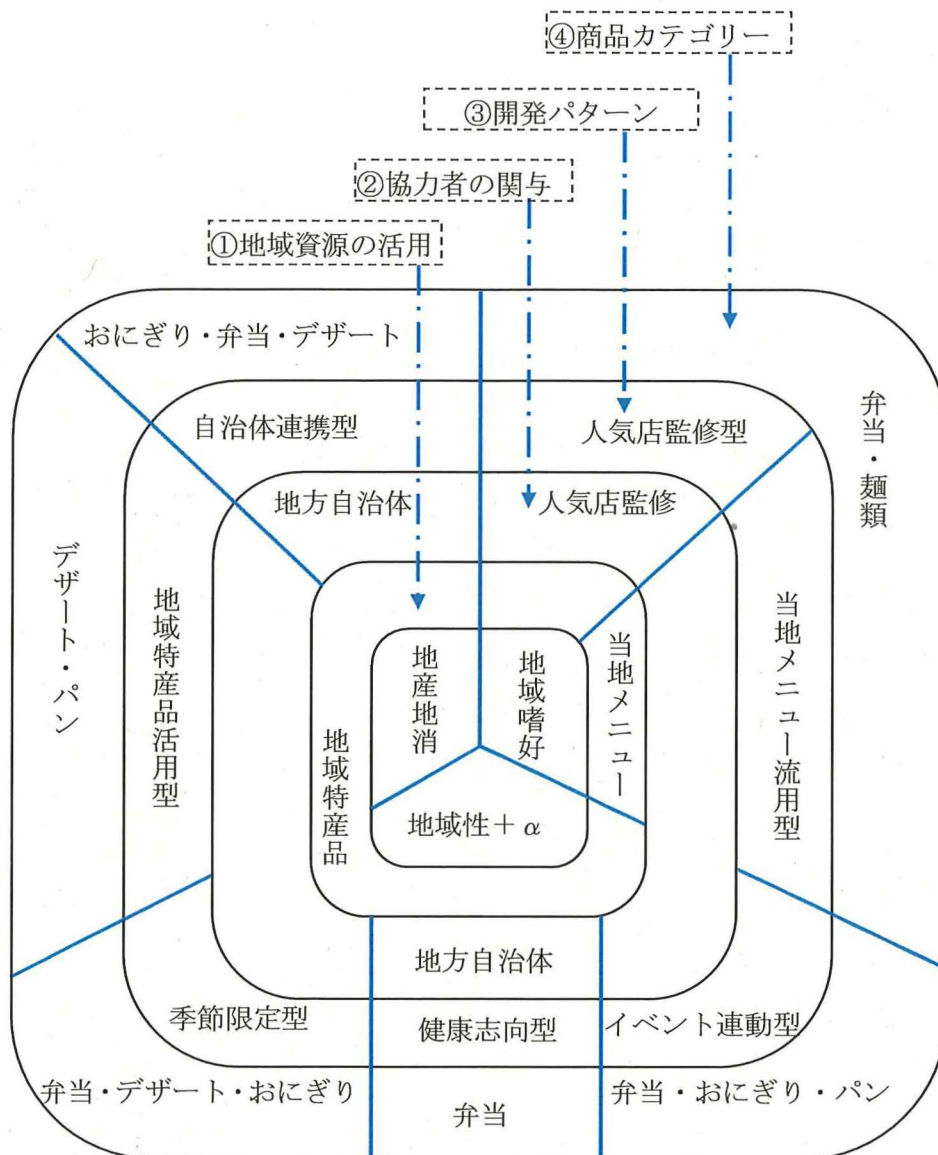 ④商品カテゴリー
③開発パターン
②協力者の関与
①地域資源の活用
おにぎり・弁当・デザート
弁当・麺類
自治体連携型
人気店監修型
地方自治体
人気店監修
デザート・パン
地域特産品活用型
地域特産品
地産地消
地域嗜好
当地メニュー
当地メニュー流用型
地域性＋α
地方自治体
季節限定型
健康志向型
イベント連動型
弁当・デザート・おにぎり
弁当
弁当・おにぎり・パン